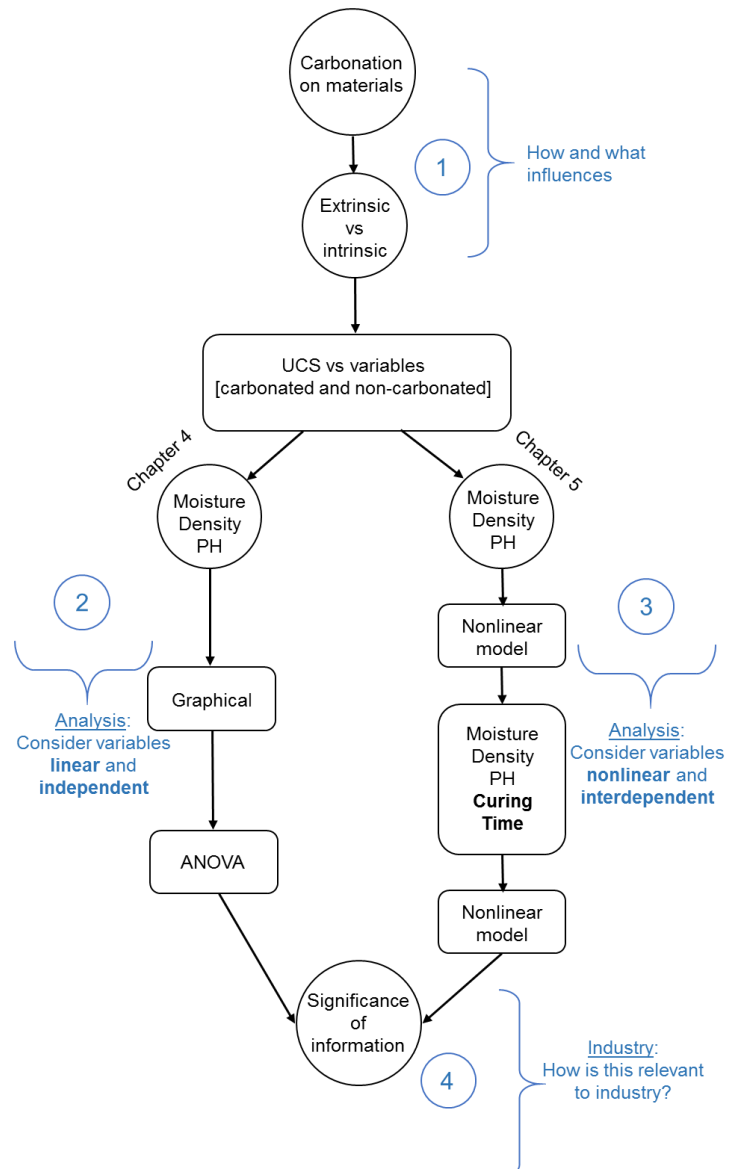 Carbonation
on materials
1
How and what
influences
Extrinsic
vs
intrinsic
UCS vs variables
[carbonated and non-carbonated]
Chapter 4
Chapter 5
Moisture
Density
PH
Moisture
Density
PH
2
Analysis:
Consider variables
linear and
independent
Graphical
ANOVA
Nonlinear
model
3
Moisture
Density
PH
Curing
Time
Analysis:
Consider variables
nonlinear and
interdependent
Nonlinear
model
Significance
of
information
4
Industry:
How is this relevant
to industry?